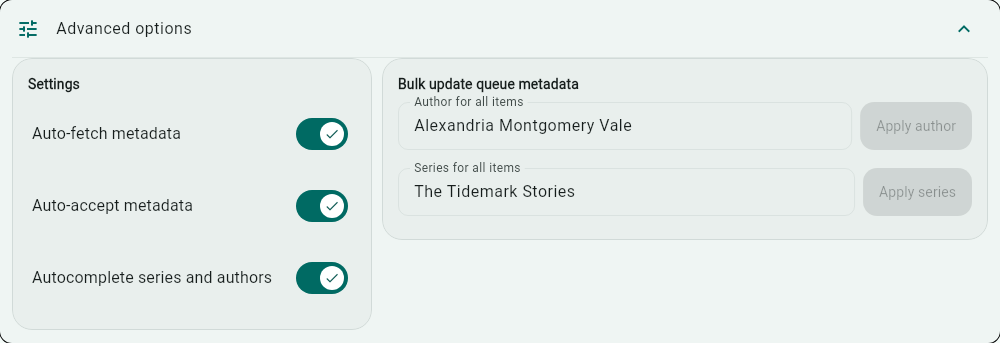 Advanced options
Settings
Auto-fetch metadata
Auto-accept metadata
Autocomplete series and authors
Bulk update queue metadata
Author for all items
Alexandria Montgomery Vale
Apply author
Series for all items
The Tidemark Stories
Apply series